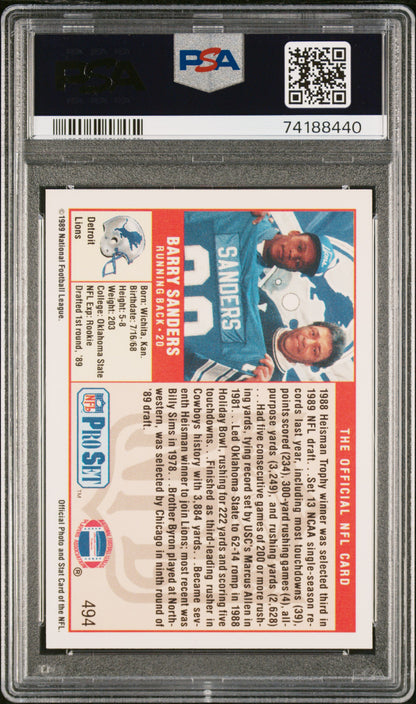 PSA
PSA
74188440
THE OFFICIAL NFL CARD
1988 Heisman Trophy winner was selected third in
1989 NFL draft. . .Set 13 NCAA single-season re-
cords last year, including most touchdowns (39),
points scored (234), 300-yard rushing games (4), all-
purpose yards (3,249), and rushing yards (2,628)
. . .Had five consecutive games of 200 or more rush-
ing yards, tying record set by USC's Marcus Allen in
1981. . .Led Oklahoma State to 62-14 romp in 1988
Holiday Bowl, rushing for 222 yards and scoring five
touchdowns. . .Finished as third-leading rusher in
Cowboys history with 3,884 yards. . .Became sev-
enth Heisman winner to join Lions; most recent was
Billy Sims in 1978. . .Brother Byron played at North-
western, was selected by Chicago in ninth round of
'89 draft.
SANDERS
BARRY SANDERS
RUNNING BACK • 20
Born: Wichita, Kan.
Birthdate: 7/16/68
Height: 5-8
Weight: 203
College: Oklahoma State
NFL Exp: Rookie
Drafted 1st round, '89
Detroit
Lions
NFL
PRO SET
™
®
494
©1989 National Football League.
Official Photo and Stat Card of the NFL.